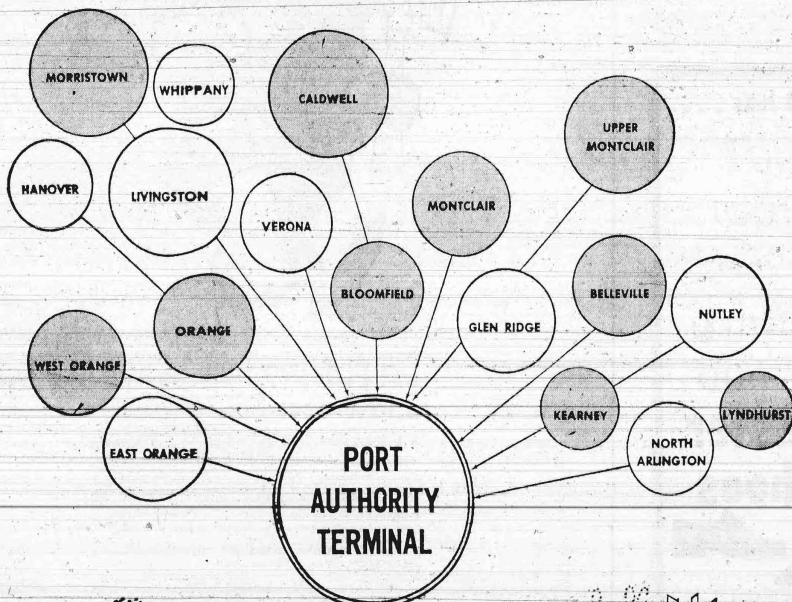 MORRISTOWN
WHIPPANY
CALDWELL
UPPER
MONTCLAIR
HANOVER
LIVINGSTON
VERONA
MONTCLAIR
BLOOMFIELD
GLEN RIDGE
BELLEVILLE
NUTLEY
ORANGE
WEST ORANGE
EAST ORANGE
KEARNEY
LYNDHURST
NORTH
ARLINGTON
PORT
AUTHORITY
TERMINAL